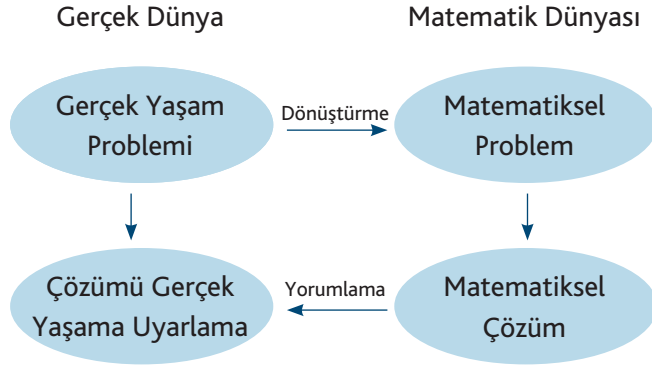 Gerçek Dünya
Matematik Dünyası
Gerçek Yaşam
Problemi
Dönüştürme
Matematiksel
Problem
Çözümü Gerçek
Yaşama Uyarlama
Yorumlama
Matematiksel
Çözüm